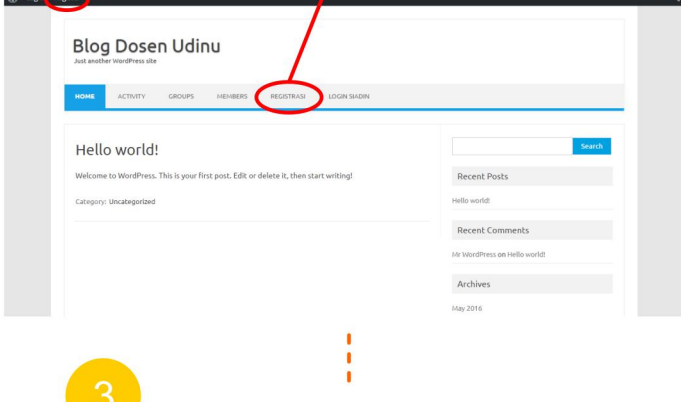 Blog Dosen Udinu
Just another WordPress site
HOME ACTIVITY GROUPS MEMBERS REGISTRASI LOGIN SIADIN
Hello world!
Welcome to WordPress. This is your first post. Edit or delete it, then start writing!
Category: Uncategorized
Search
Recent Posts
Hello world!
Recent Comments
Mr WordPress on Hello world!
Archives
May 2016
3